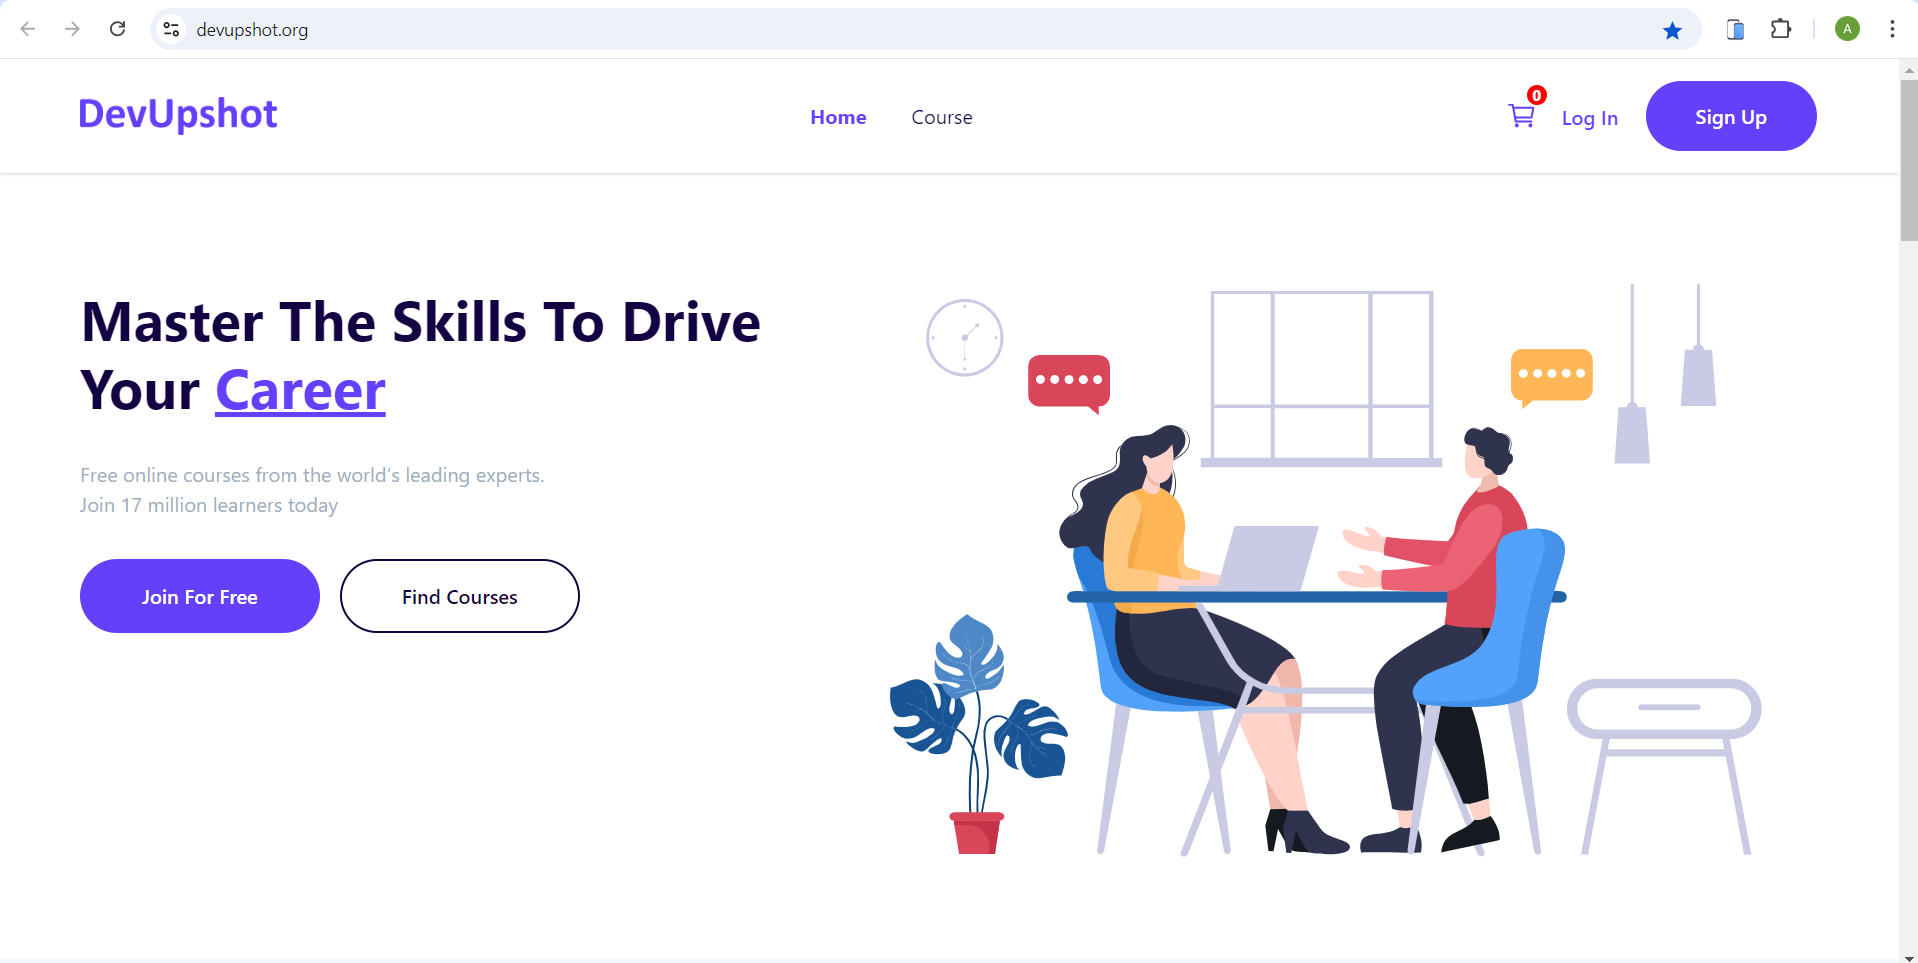 devupshot.org
A
DevUpshot
Home
Course
0
Log In
Sign Up
Master The Skills To Drive
Your Career
Free online courses from the world’s leading experts.
Join 17 million learners today
Join For Free
Find Courses